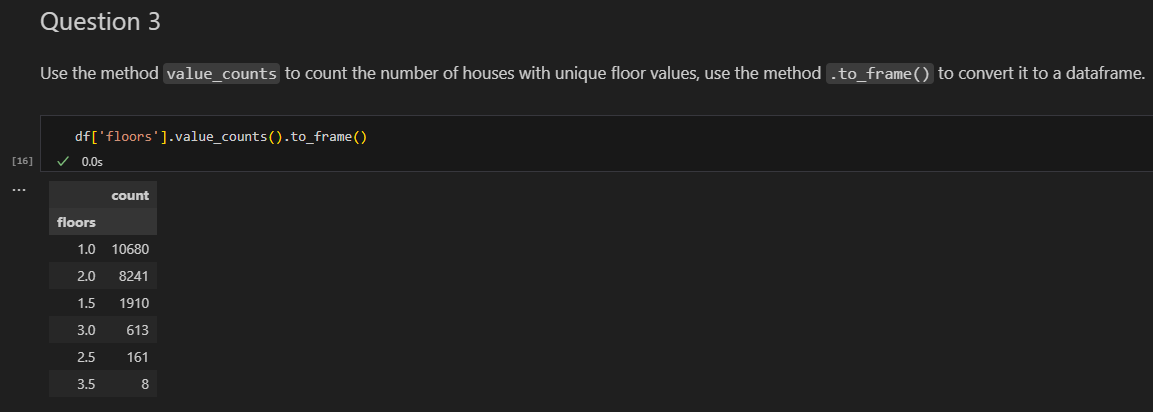 Question 3
Use the method value_counts to count the number of houses with unique floor values, use the method .to_frame() to convert it to a dataframe.
df['floors'].value_counts().to_frame()
[16] ✓ 0.0s
...
count
floors
1.0 10680
2.0 8241
1.5 1910
3.0 613
2.5 161
3.5 8